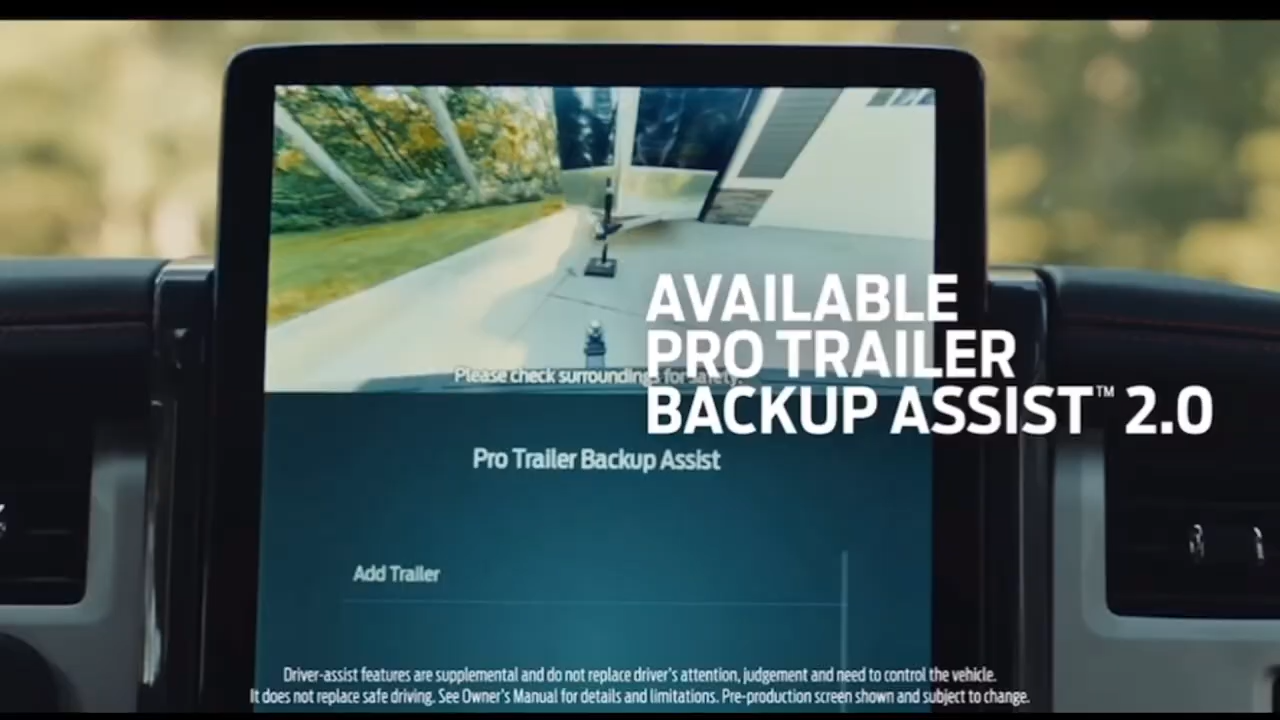 Please check surroundings for safety.
AVAILABLE
PRO TRAILER
BACKUP ASSIST™ 2.0
Pro Trailer Backup Assist
Add Trailer
Driver-assist features are supplemental and do not replace driver's attention, judgement and need to control the vehicle.
It does not replace safe driving. See Owner's Manual for details and limitations. Pre-production screen shown and subject to change.